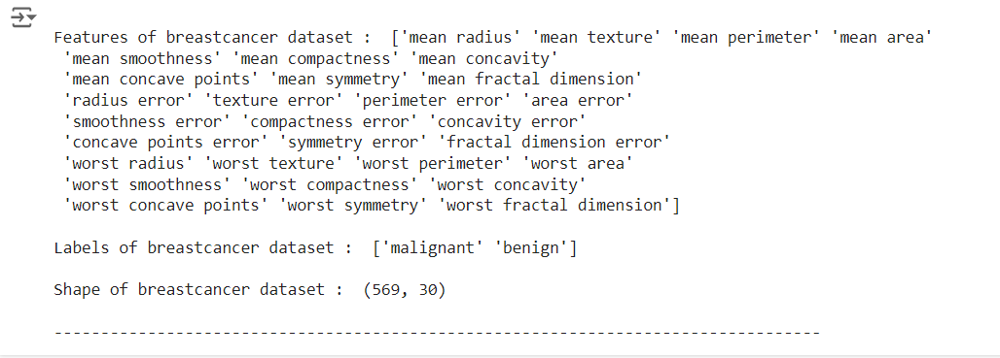 Features of breastcancer dataset :  ['mean radius' 'mean texture' 'mean perimeter' 'mean area'
 'mean smoothness' 'mean compactness' 'mean concavity'
 'mean concave points' 'mean symmetry' 'mean fractal dimension'
 'radius error' 'texture error' 'perimeter error' 'area error'
 'smoothness error' 'compactness error' 'concavity error'
 'concave points error' 'symmetry error' 'fractal dimension error'
 'worst radius' 'worst texture' 'worst perimeter' 'worst area'
 'worst smoothness' 'worst compactness' 'worst concavity'
 'worst concave points' 'worst symmetry' 'worst fractal dimension']
Labels of breastcancer dataset :  ['malignant' 'benign']
Shape of breastcancer dataset :  (569, 30)
----------------------------------------------------------------------------------